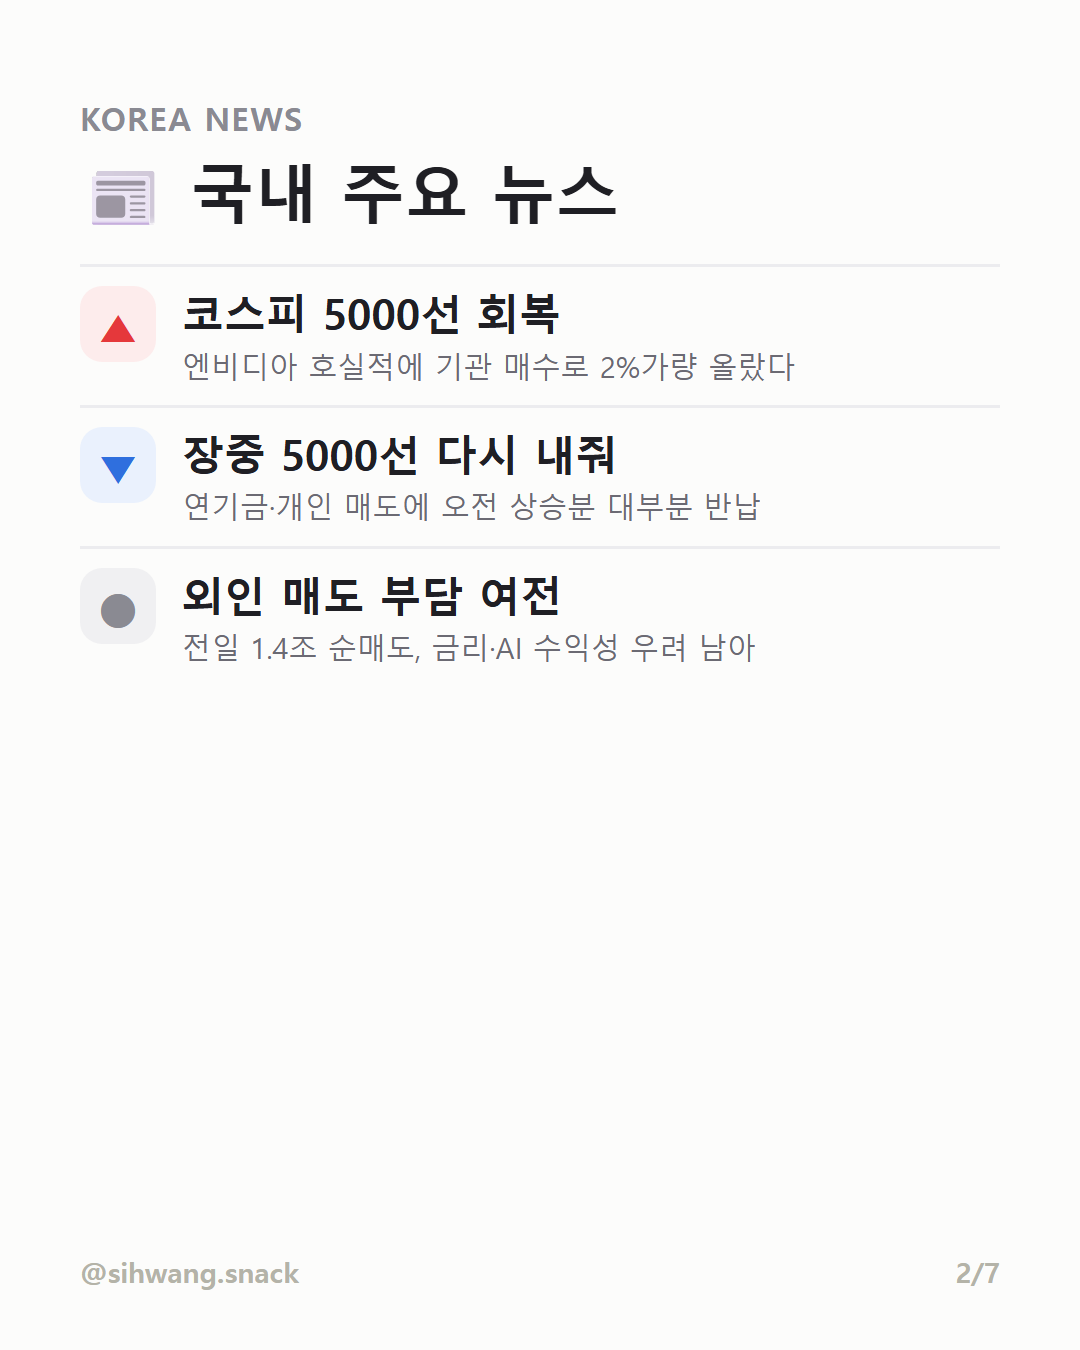 KOREA NEWS
국내 주요 뉴스
코스피 5000선 회복
엔비디아 호실적에 기관 매수로 2%가량 올랐다
장중 5000선 다시 내줘
연기금·개인 매도에 오전 상승분 대부분 반납
외인 매도 부담 여전
전일 1.4조 순매도, 금리·AI 수익성 우려 남아
@sihwang.snack
2/7